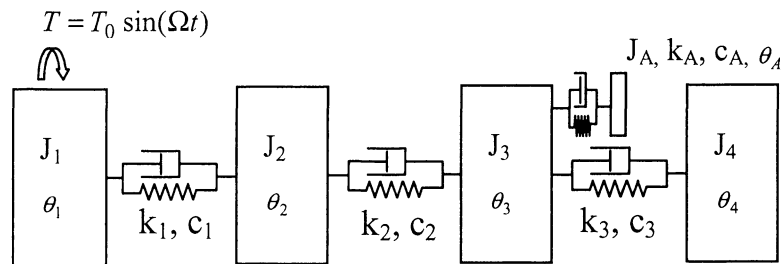 T = T₀ sin(Ωt)
J_A, k_A, c_A, θ_A
J₁
J₂
J₃
J₄
θ₁
θ₂
θ₃
θ₄
k₁, c₁
k₂, c₂
k₃, c₃